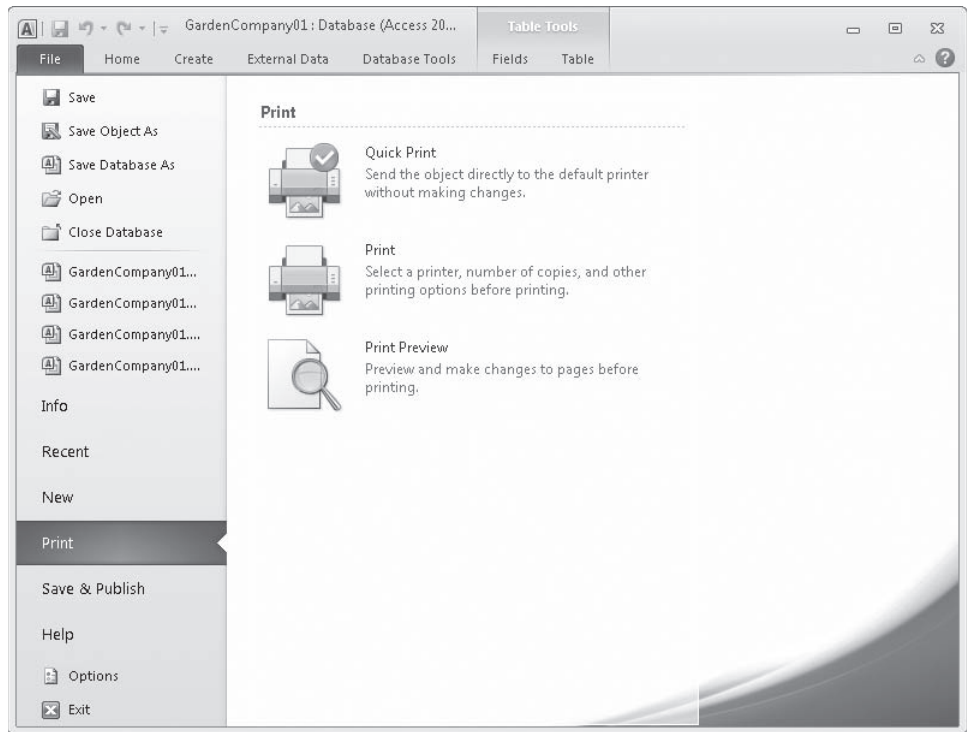 A GardenCompany01 : Database (Access 20... Table Tools
File Home Create External Data Database Tools Fields Table
Save
Save Object As
Save Database As
Open
Close Database
GardenCompany01...
GardenCompany01...
GardenCompany01....
GardenCompany01....
Info
Recent
New
Print
Save & Publish
Help
Options
Exit
Print
Quick Print
Send the object directly to the default printer
without making changes.
Print
Select a printer, number of copies, and other
printing options before printing.
Print Preview
Preview and make changes to pages before
printing.